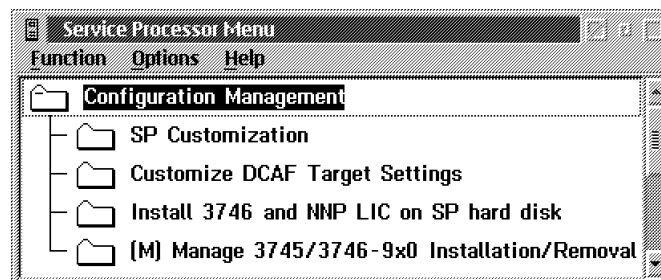 Service Processor Menu
Function Options Help
Configuration Management
SP Customization
Customize DCAF Target Settings
Install 3746 and NNP LIC on SP hard disk
(M) Manage 3745/3746-9x0 Installation/Removal